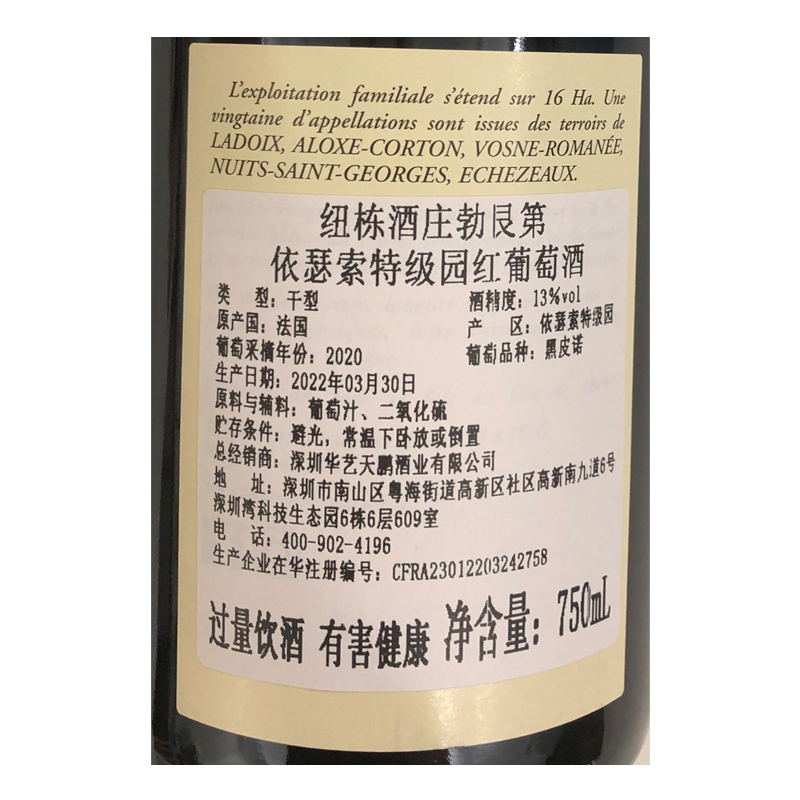 L'exploitation familiale s'étend sur 16 Ha. Une
vingtaine d'appellations sont issues des terroirs de
LADOIX, ALOXE-CORTON, VOSNE-ROMANÉE,
NUITS-SAINT-GEORGES, ECHEZEAUX.
纽栋酒庄勃艮第
依瑟索特级园红葡萄酒
类 型：干型 酒精度：13%vol
原产国：法国 产 区：依瑟索特级园
葡萄采摘年份：2020 葡萄品种：黑皮诺
生产日期：2022年03月30日
原料与辅料：葡萄汁、二氧化硫
贮存条件：避光，常温下卧放或倒置
总经销商：深圳华艺天鹏酒业有限公司
地 址：深圳市南山区粤海街道高新区社区高新南九道6号
深圳湾科技生态园6栋6层609室
电 话：400-902-4196
生产企业在华注册编号：CFRA23012203242758
过量饮酒 有害健康 净含量：750mL